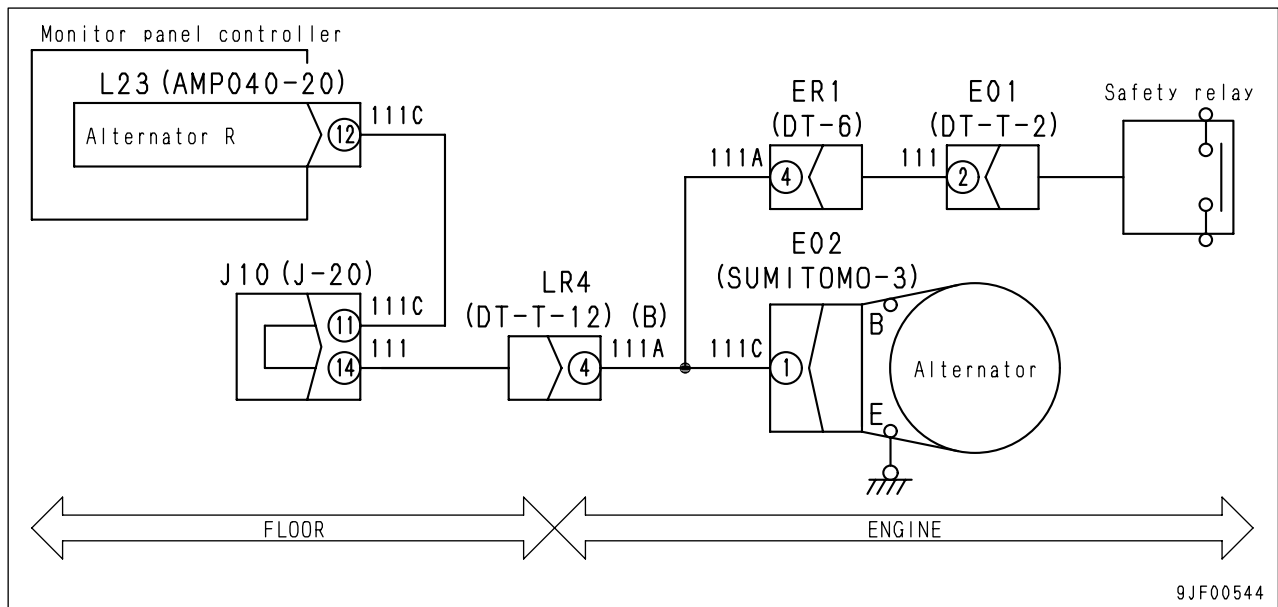 Monitor panel controller
L23 (AMP040-20)
Alternator R
12
111C
J10 (J-20)
11
111C
14
111
LR4
(DT-T-12) (B)
4
111A
ER1
(DT-6)
111A
4
E01
(DT-T-2)
111
2
Safety relay
E02
(SUMITOMO-3)
111C
1
B
E
Alternator
FLOOR
ENGINE
9JF00544